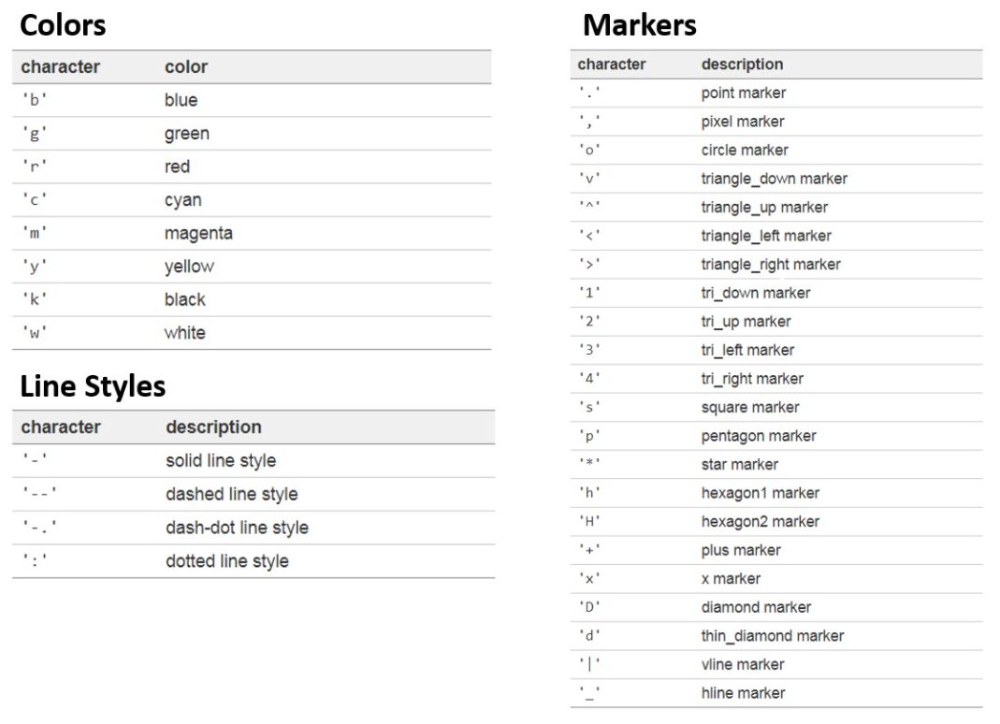 Colors
character color
'b' blue
'g' green
'r' red
'c' cyan
'm' magenta
'y' yellow
'k' black
'w' white
Line Styles
character description
'-' solid line style
'--' dashed line style
'-.' dash-dot line style
':' dotted line style
Markers
character description
'.' point marker
',' pixel marker
'o' circle marker
'v' triangle_down marker
'^' triangle_up marker
'<' triangle_left marker
'>' triangle_right marker
'1' tri_down marker
'2' tri_up marker
'3' tri_left marker
'4' tri_right marker
's' square marker
'p' pentagon marker
'*' star marker
'h' hexagon1 marker
'H' hexagon2 marker
'+' plus marker
'x' x marker
'D' diamond marker
'd' thin_diamond marker
'|' vline marker
'_' hline marker